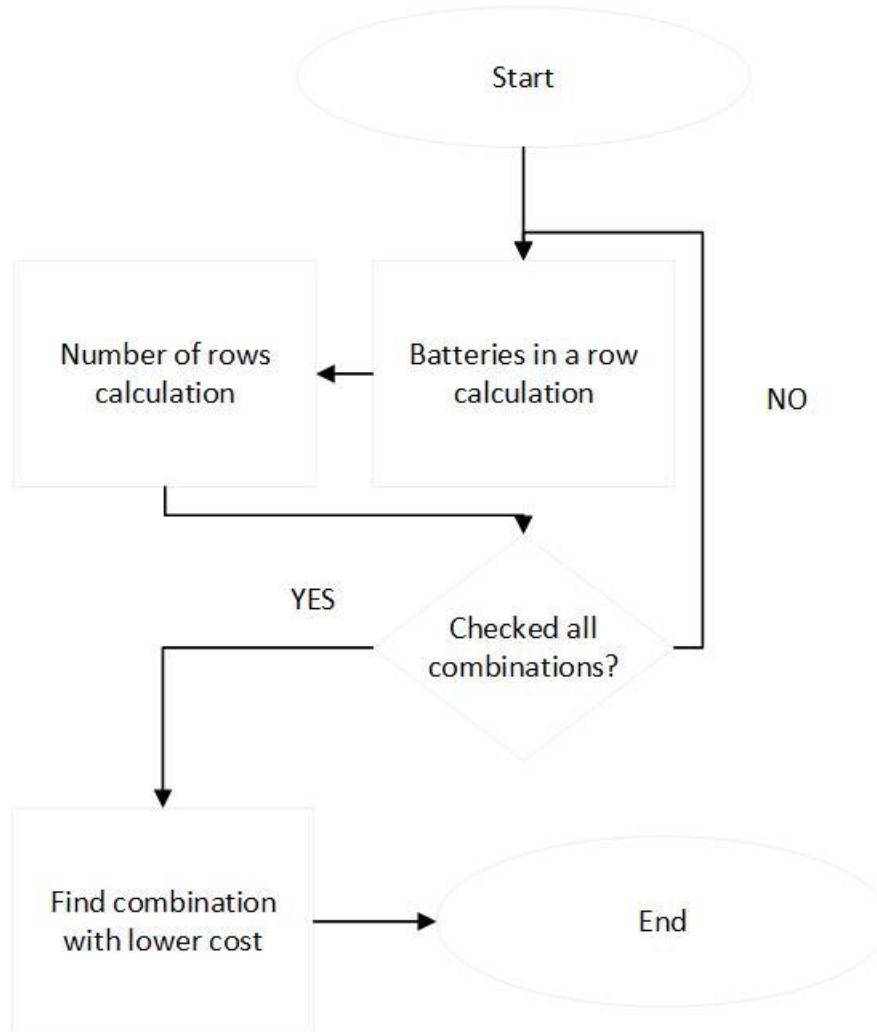 Start
Number of rows
calculation
Batteries in a row
calculation
NO
YES
Checked all
combinations?
Find combination
with lower cost
End